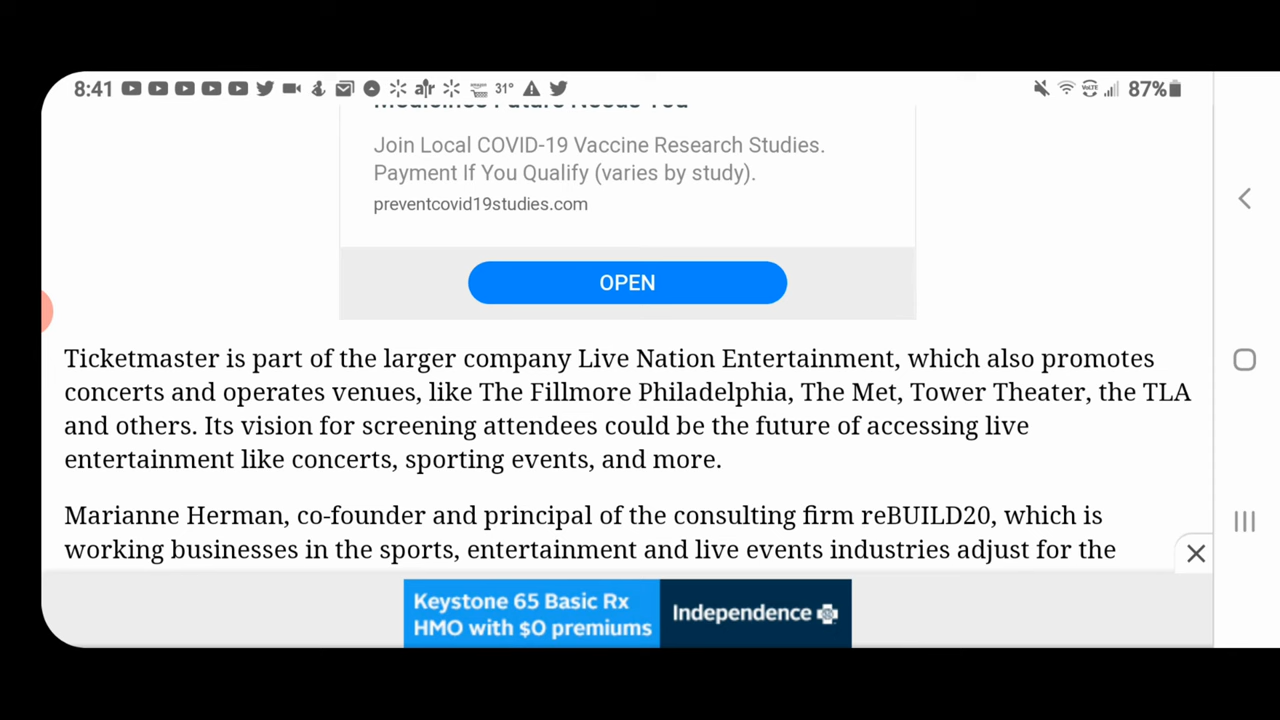 8:41 31° 87%
Medicines Future Needs You
Join Local COVID-19 Vaccine Research Studies.
Payment If You Qualify (varies by study).
preventcovid19studies.com
OPEN
Ticketmaster is part of the larger company Live Nation Entertainment, which also promotes
concerts and operates venues, like The Fillmore Philadelphia, The Met, Tower Theater, the TLA
and others. Its vision for screening attendees could be the future of accessing live
entertainment like concerts, sporting events, and more.
Marianne Herman, co-founder and principal of the consulting firm reBUILD20, which is
working businesses in the sports, entertainment and live events industries adjust for the
Keystone 65 Basic Rx
HMO with $0 premiums
Independence